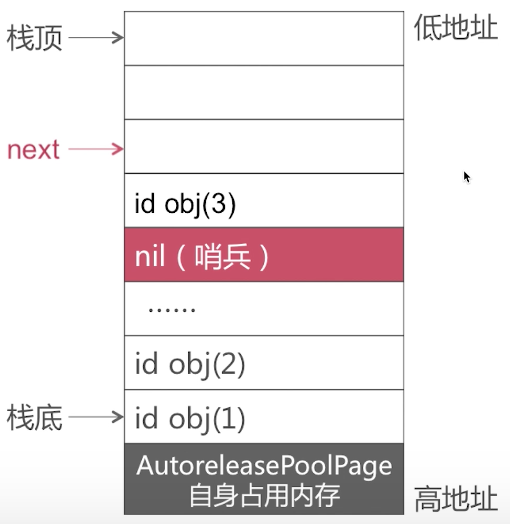 栈顶
低地址
next
id obj(3)
nil（哨兵）
……
id obj(2)
栈底
id obj(1)
AutoreleasePoolPage
自身占用内存
高地址